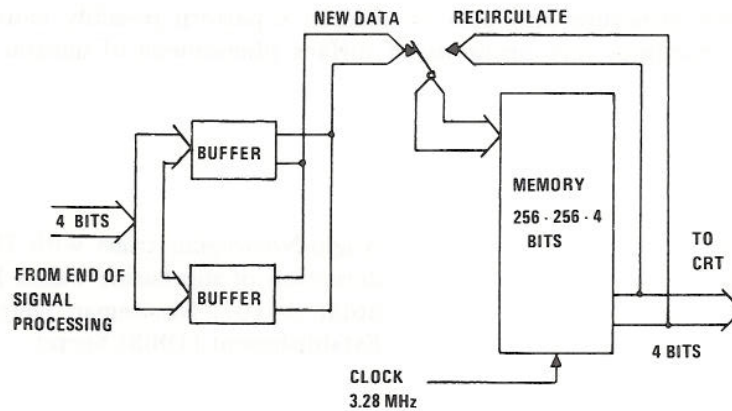 NEW DATA
RECIRCULATE
BUFFER
MEMORY
256 · 256 · 4
BITS
4 BITS
TO
CRT
FROM END OF
SIGNAL
PROCESSING
BUFFER
4 BITS
CLOCK
3.28 MHz